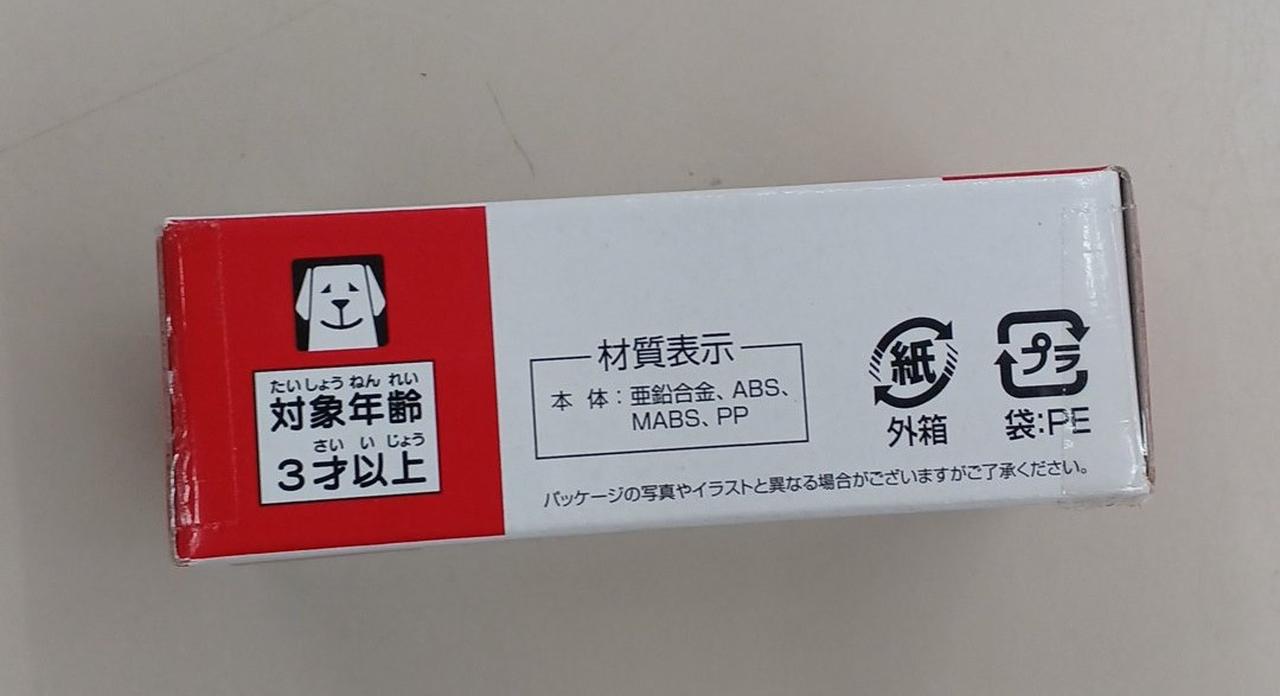 たいしょう ねん れい
対象年齢
さい い じょう
3才以上
材質表示
本体:亜鉛合金、ABS、
MABS、PP
紙
外箱
プラ
袋:PE
パッケージの写真やイラストと異なる場合がございますがご了承ください。